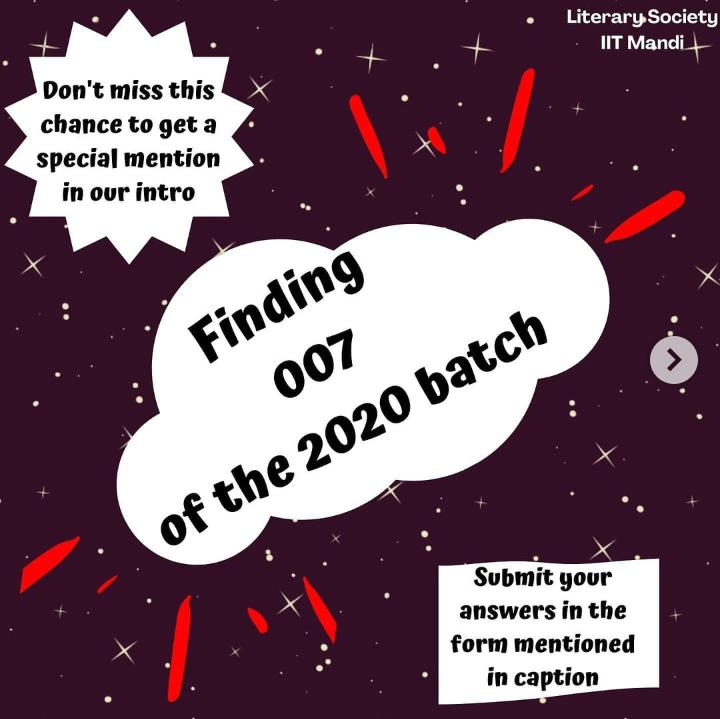 Literary Society
IIT Mandi
Don't miss this
chance to get a
special mention
in our intro
Finding
007
of the 2020 batch
Submit your
answers in the
form mentioned
in caption